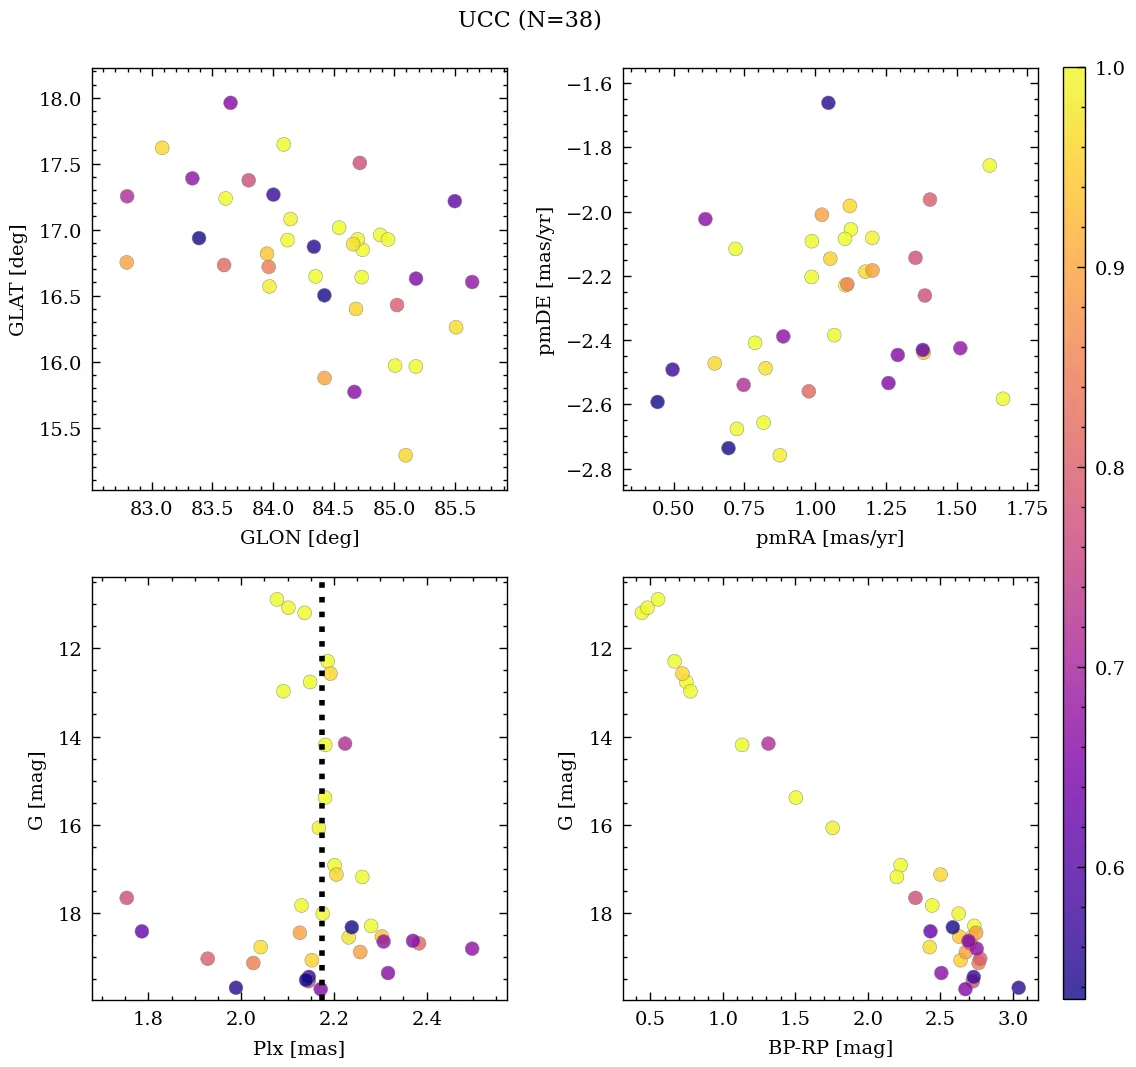 UCC (N=38)
18.0
17.5
17.0
16.5
16.0
15.5
GLAT [deg]
83.0 83.5 84.0 84.5 85.0 85.5
GLON [deg]
−1.6
−1.8
−2.0
−2.2
−2.4
−2.6
−2.8
pmDE [mas/yr]
0.50 0.75 1.00 1.25 1.50 1.75
pmRA [mas/yr]
12
14
16
18
G [mag]
1.8 2.0 2.2 2.4
Plx [mas]
12
14
16
18
G [mag]
0.5 1.0 1.5 2.0 2.5 3.0
BP-RP [mag]
1.0
0.9
0.8
0.7
0.6